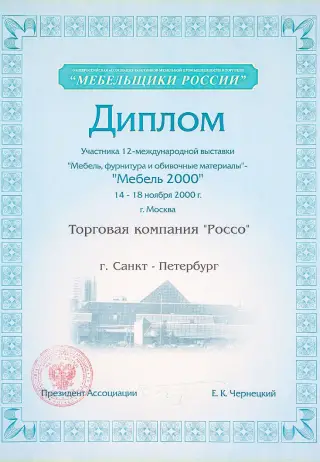 "МЕБЕЛЬЩИКИ РОССИИ"
Диплом
Участника 12-международной выставки
"Мебель, фурнитура и обивочные материалы"-
"Мебель 2000"
14 - 18 ноября 2000 г.
г. Москва
Торговая компания "Россо"
г. Санкт - Петербург
Президент Ассоциации Е. К. Чернецкий